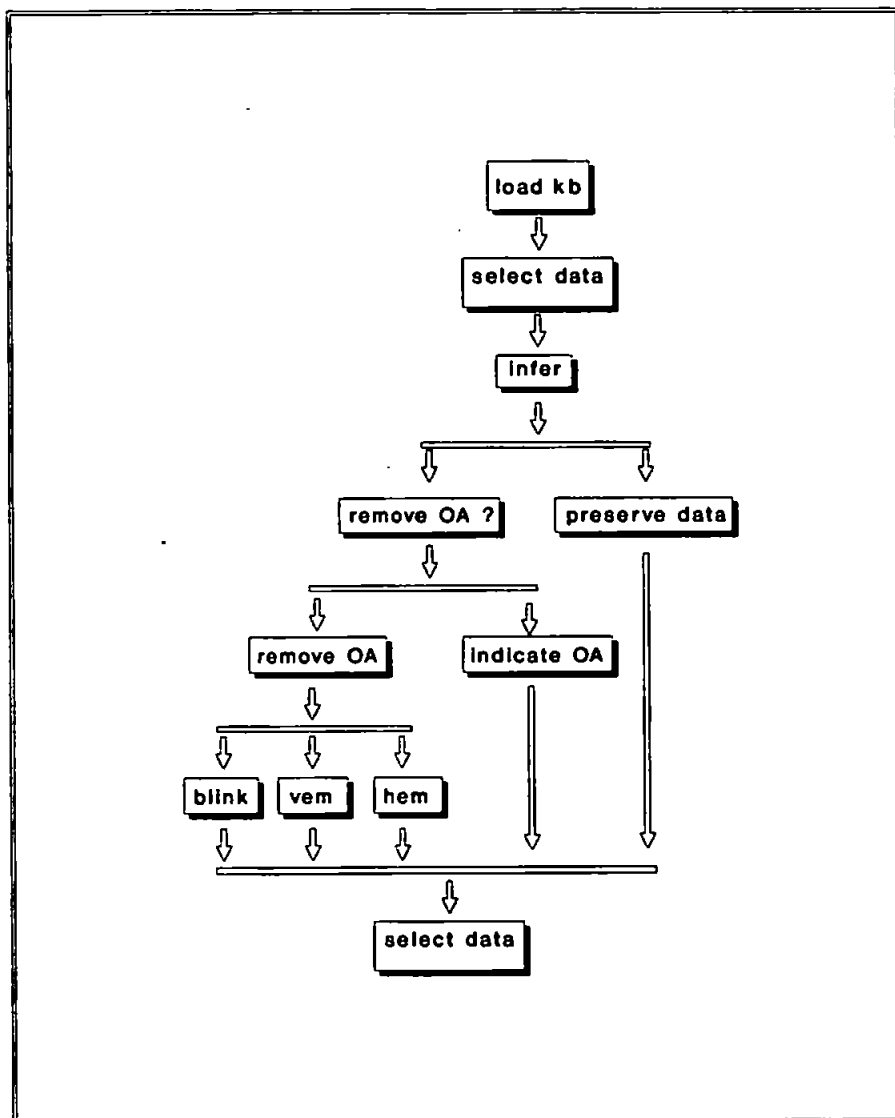 load kb
select data
infer
remove OA ?
preserve data
remove OA
indicate OA
blink
vem
hem
select data